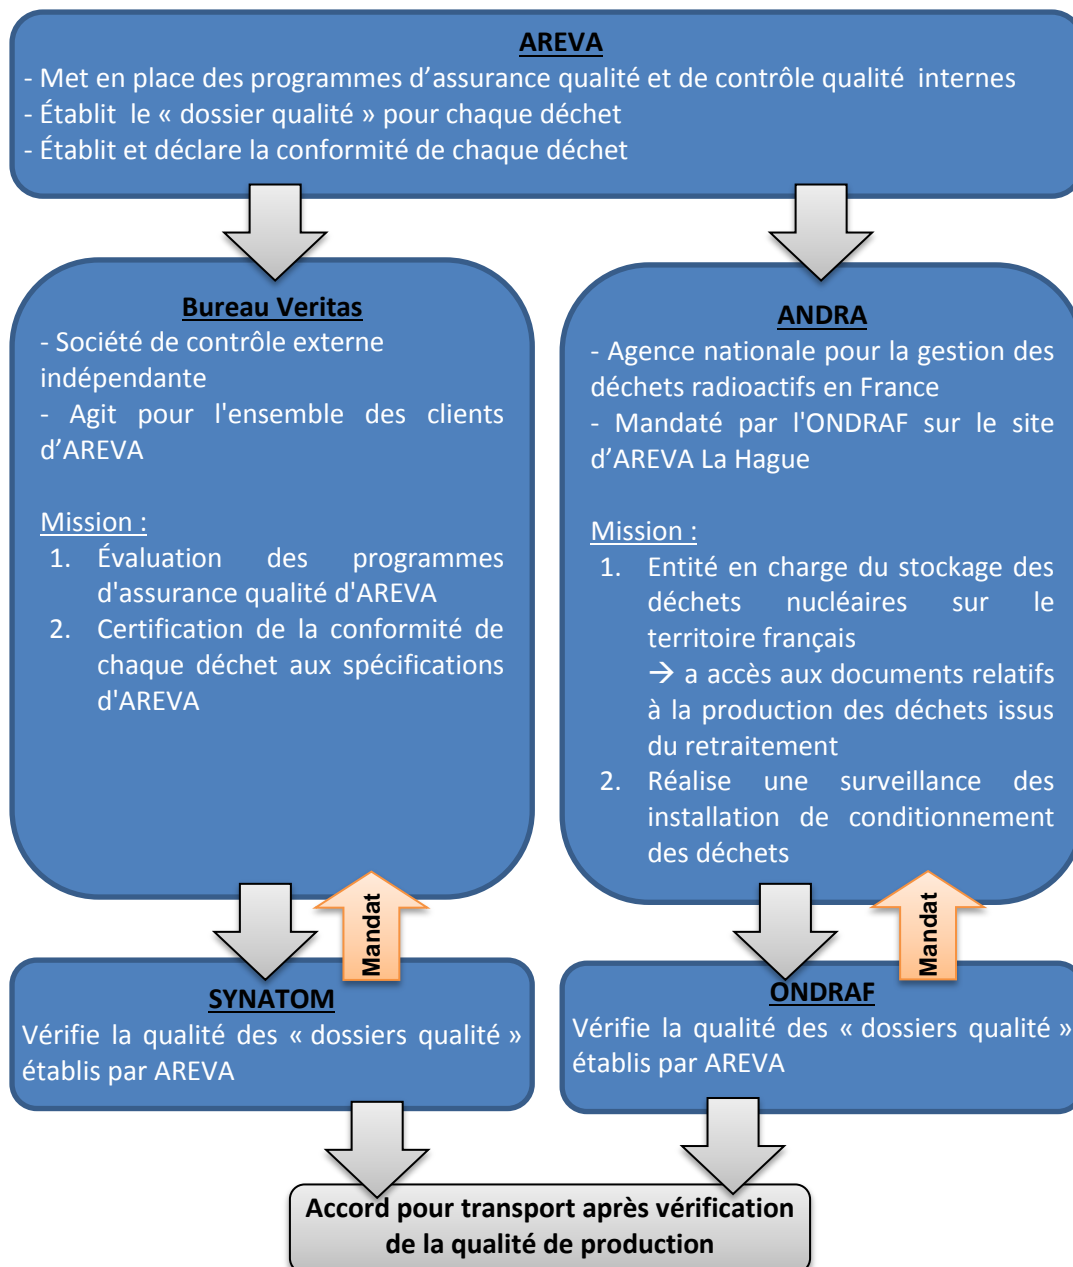 AREVA
- Met en place des programmes d’assurance qualité et de contrôle qualité internes
- Établit le « dossier qualité » pour chaque déchet
- Établit et déclare la conformité de chaque déchet
Bureau Veritas
- Société de contrôle externe
indépendante
- Agit pour l'ensemble des clients
d’AREVA
Mission :
1. Évaluation des programmes
d'assurance qualité d'AREVA
2. Certification de la conformité de
chaque déchet aux spécifications
d'AREVA
ANDRA
- Agence nationale pour la gestion des
déchets radioactifs en France
- Mandaté par l'ONDRAF sur le site
d’AREVA La Hague
Mission :
1. Entité en charge du stockage des
déchets nucléaires sur le
territoire français
→ a accès aux documents relatifs
à la production des déchets issus
du retraitement
2. Réalise une surveillance des
installation de conditionnement
des déchets
Mandat
Mandat
SYNATOM
Vérifie la qualité des « dossiers qualité »
établis par AREVA
ONDRAF
Vérifie la qualité des « dossiers qualité »
établis par AREVA
Accord pour transport après vérification
de la qualité de production